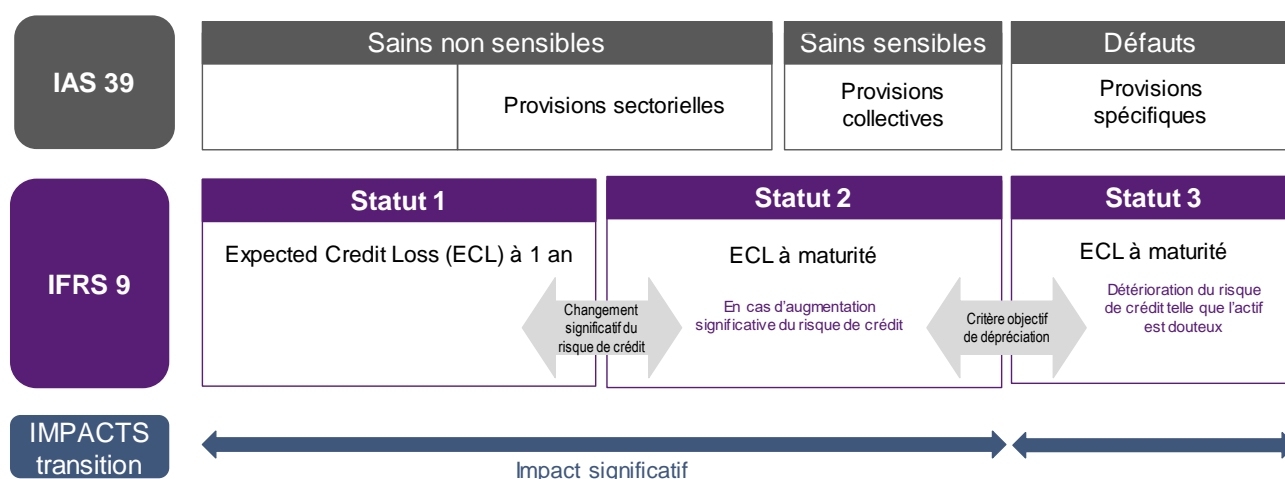 IAS 39
Sains non sensibles
Sains sensibles
Défauts
Provisions sectorielles
Provisions
collectives
Provisions
spécifiques
IFRS 9
Statut 1
Statut 2
Statut 3
Expected Credit Loss (ECL) à 1 an
ECL à maturité
ECL à maturité
Changement
significatif du
risque de crédit
En cas d'augmentation
significative du risque de crédit
Critère objectif
de dépréciation
Détérioration du risque
de crédit telle que l'actif
est douteux
IMPACTS
transition
Impact significatif